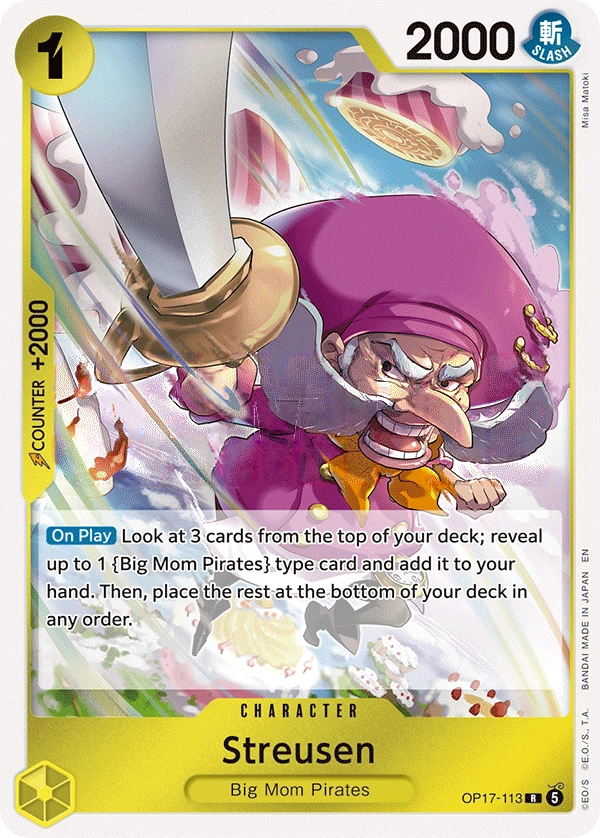 1
2000
斬
SLASH
Misa Matoki
COUNTER +2000
On Play Look at 3 cards from the top of your deck; reveal
up to 1 {Big Mom Pirates} type card and add it to your
hand. Then, place the rest at the bottom of your deck in
any order.
CHARACTER
Streusen
Big Mom Pirates
OP17-113 R 5
©EO/S ©E.O./S., T.A. BANDAI MADE IN JAPAN EN